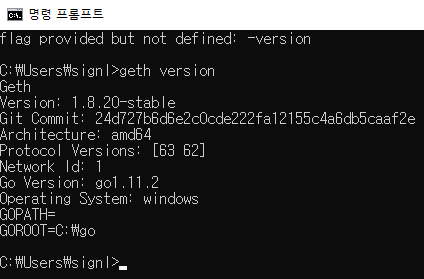 명령 프롬프트
flag provided but not defined: -version
C:₩Users₩signl>geth version
Geth
Version: 1.8.20-stable
Git Commit: 24d727b6d6e2c0cde222fa12155c4a6db5caaf2e
Architecture: amd64
Protocol Versions: [63 62]
Network Id: 1
Go Version: go1.11.2
Operating System: windows
GOPATH=
GOROOT=C:₩go
C:₩Users₩signl>